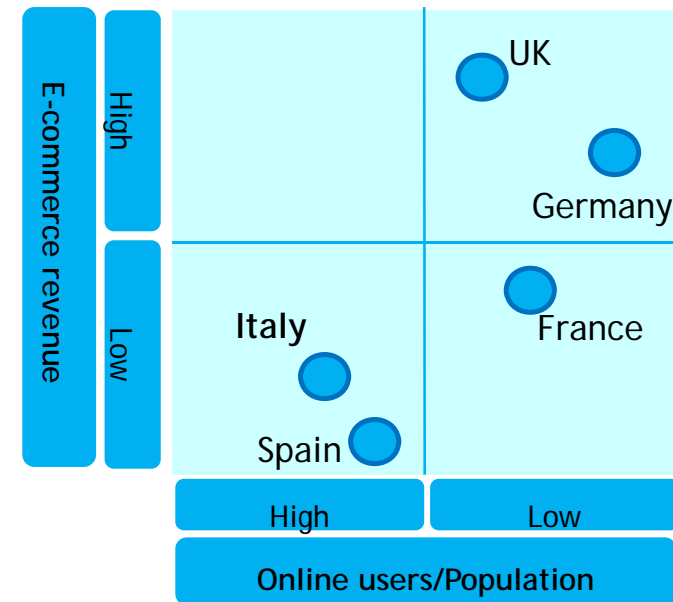 E-commerce revenue
High
Low
UK
Germany
France
Italy
Spain
High
Low
Online users/Population